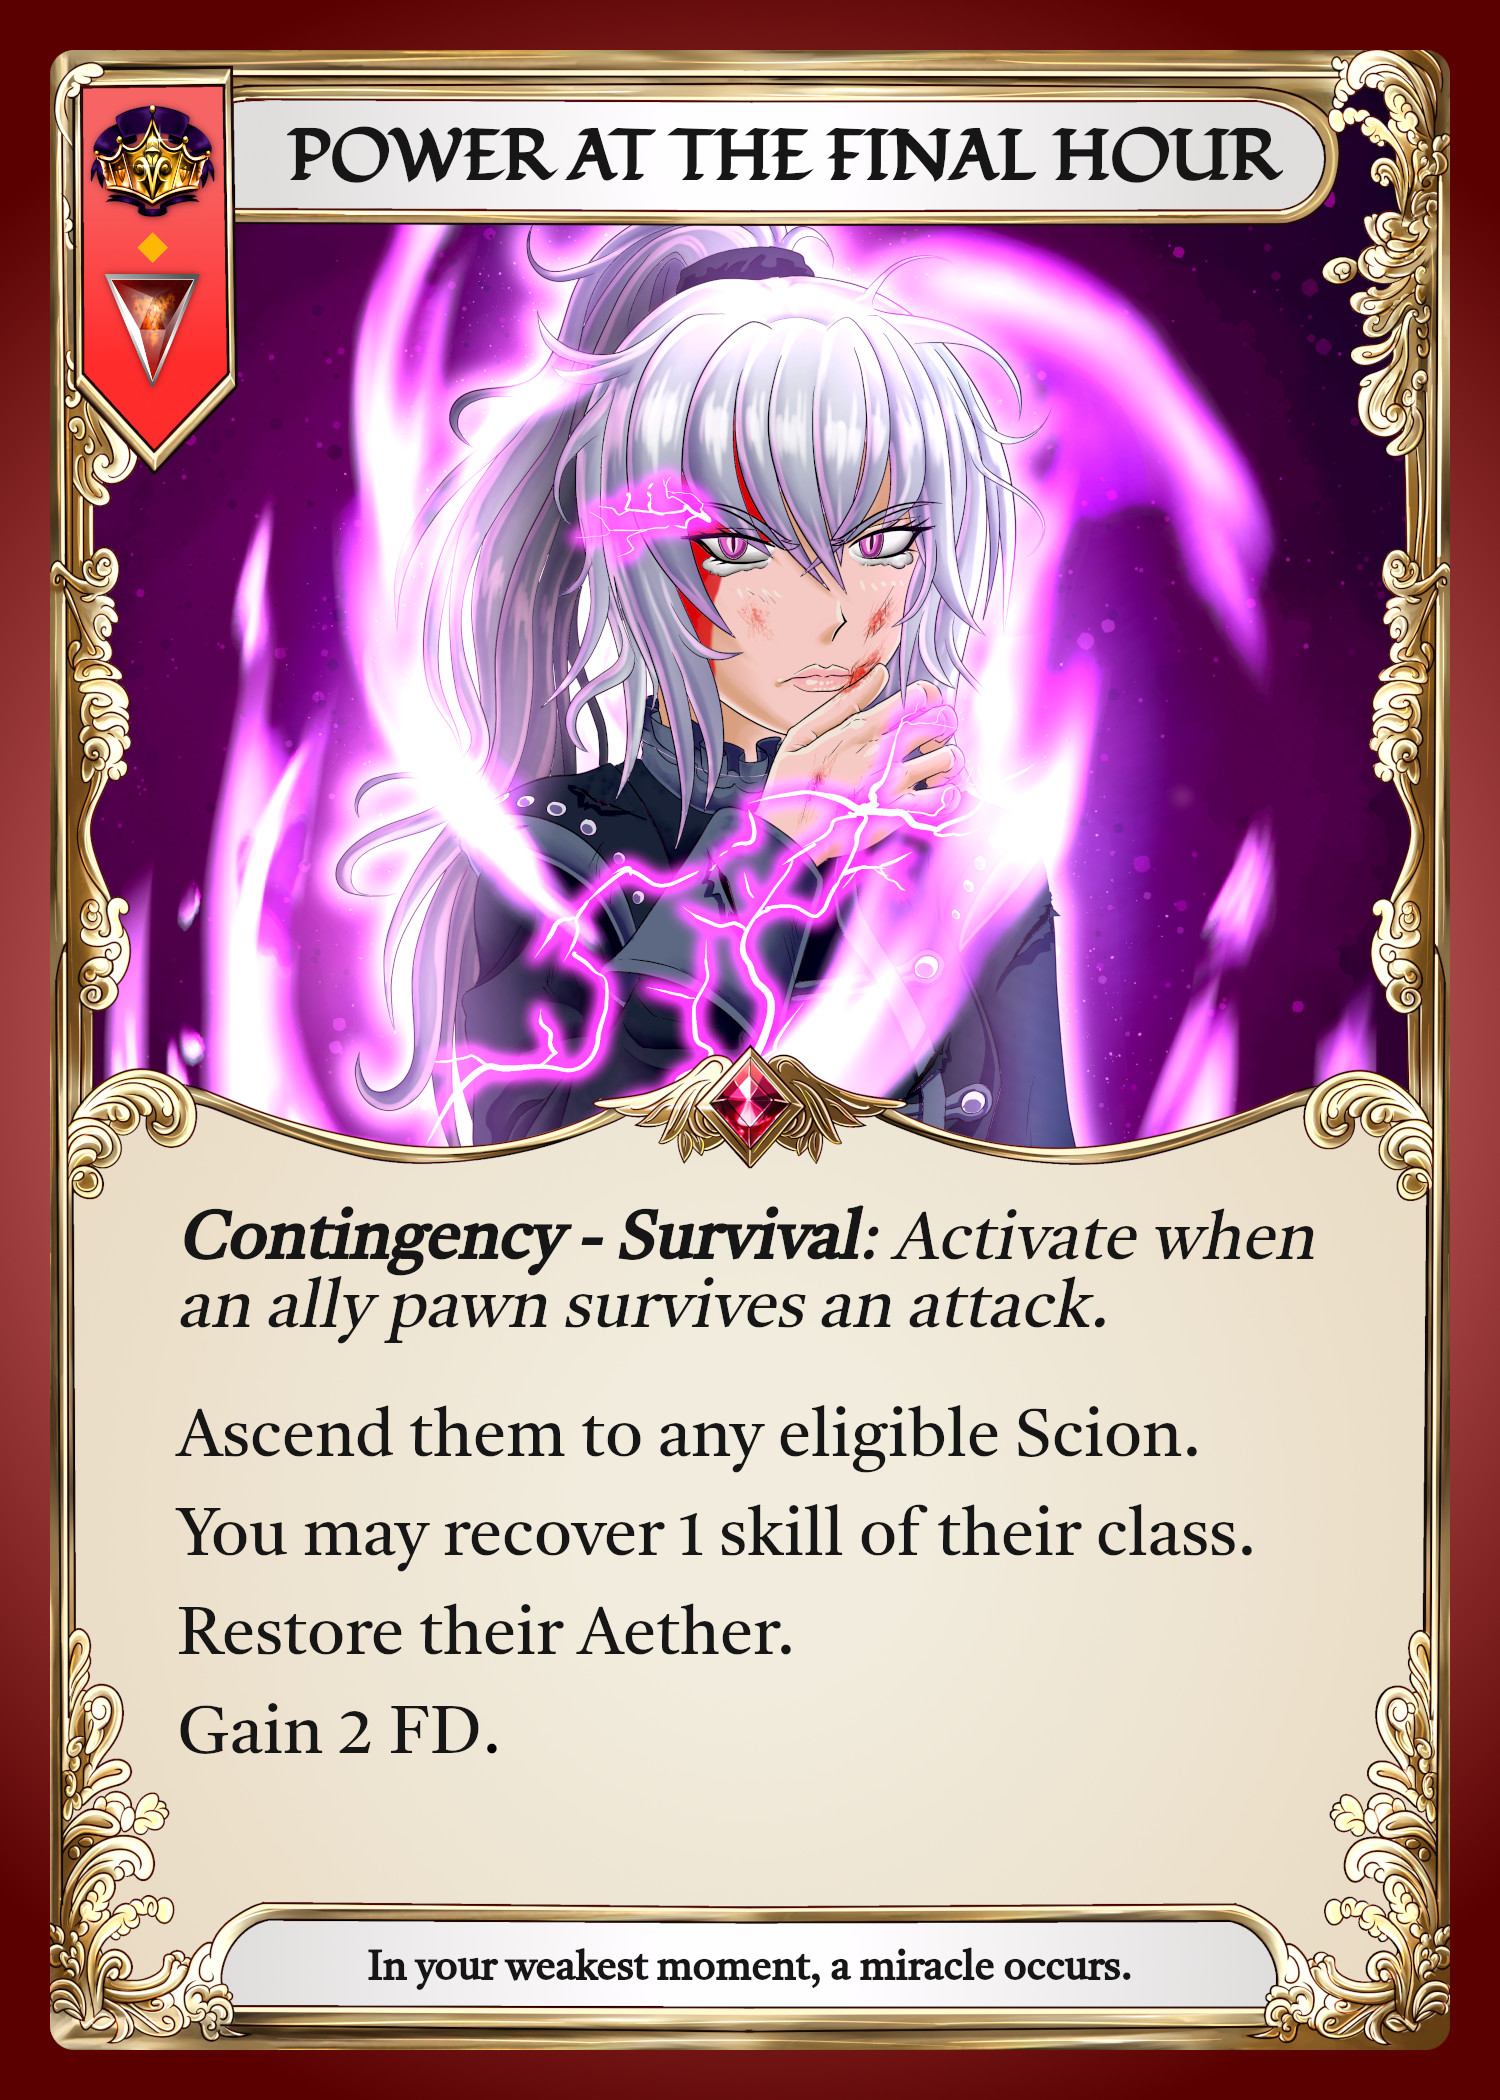 POWER AT THE FINAL HOUR
Contingency - Survival: Activate when
an ally pawn survives an attack.
Ascend them to any eligible Scion.
You may recover 1 skill of their class.
Restore their Aether.
Gain 2 FD.
In your weakest moment, a miracle occurs.